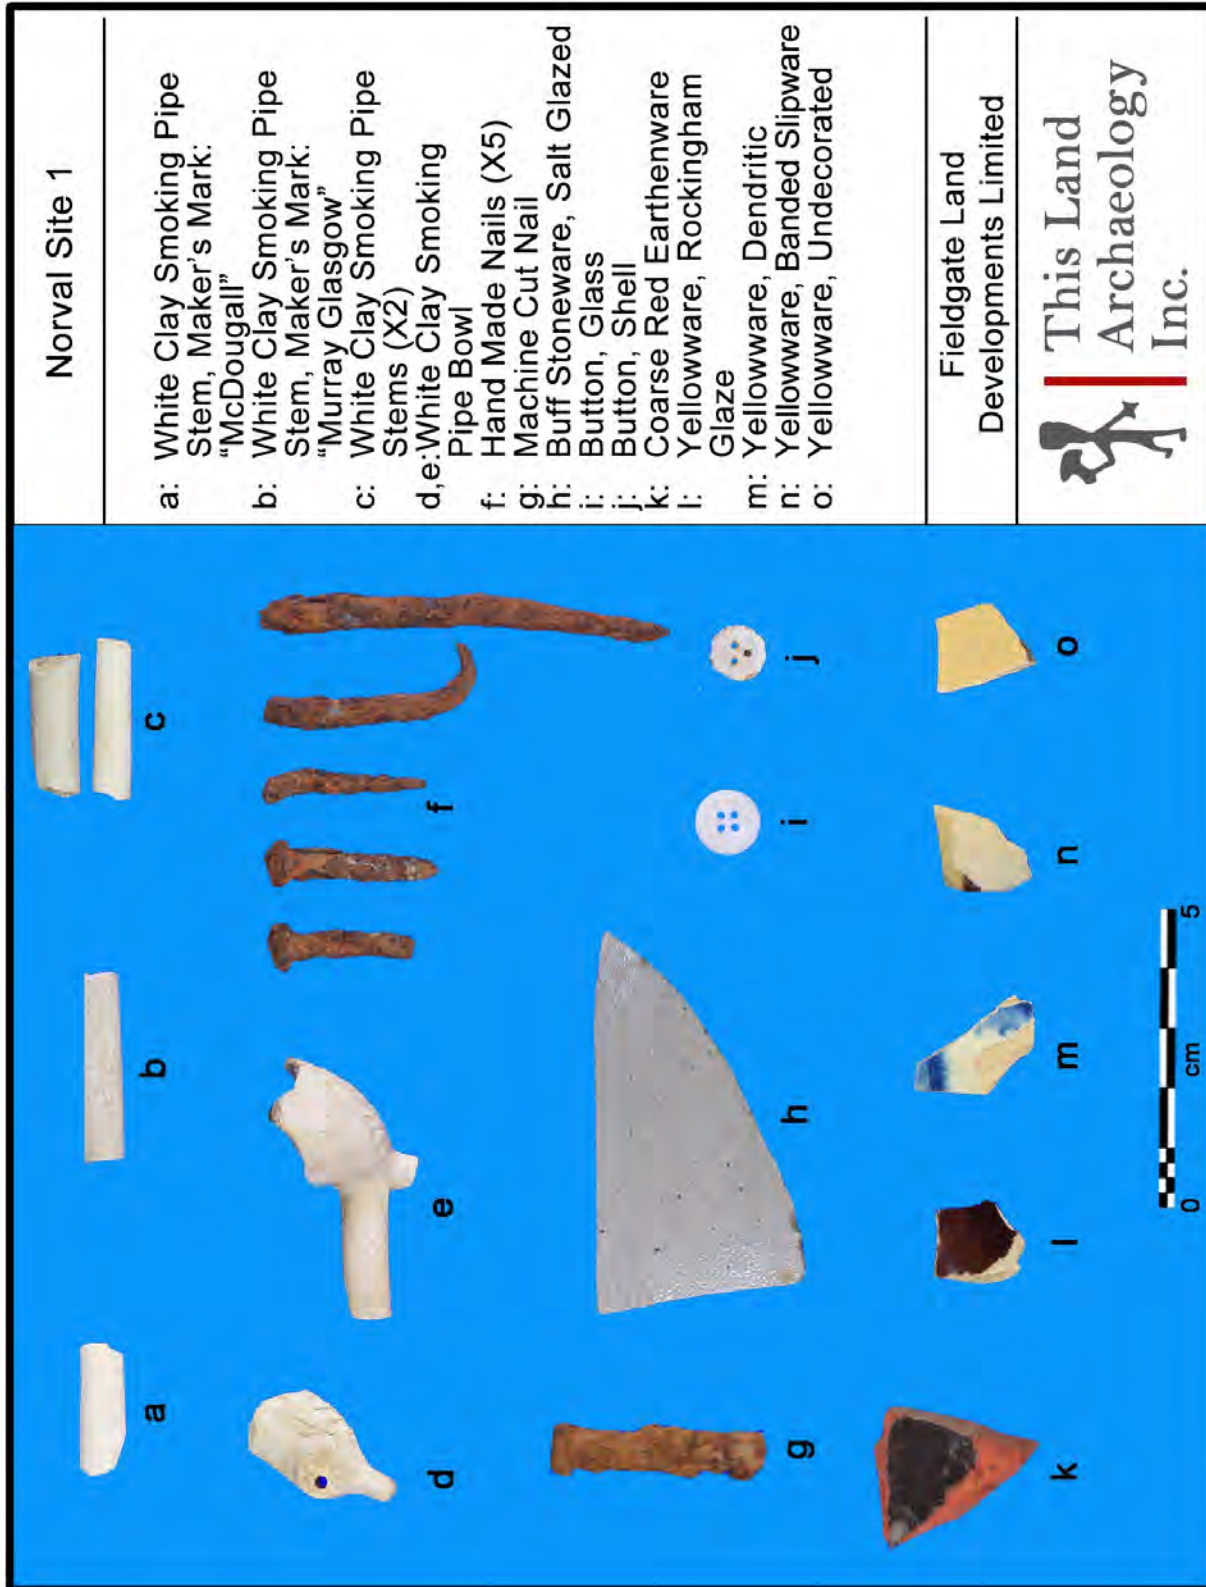 Norval Site 1
a: White Clay Smoking Pipe
Stem, Maker's Mark:
“McDougall”
b: White Clay Smoking Pipe
Stem, Maker's Mark:
“Murray Glasgow”
c: White Clay Smoking Pipe
Stems (X2)
d,e:White Clay Smoking
Pipe Bowl
f: Hand Made Nails (X5)
g: Machine Cut Nail
h: Buff Stoneware, Salt Glazed
i: Button, Glass
j: Button, Shell
k: Coarse Red Earthenware
l: Yellowware, Rockingham
Glaze
m: Yelloware, Dendritic
n: Yellowware, Banded Slipware
o: Yelloware, Undecorated
Fieldgate Land
Developments Limited
This Land
Archaeology
Inc.
a
b
c
d
e
f
g
h
i
j
k
l
m
n
o
0 cm 5